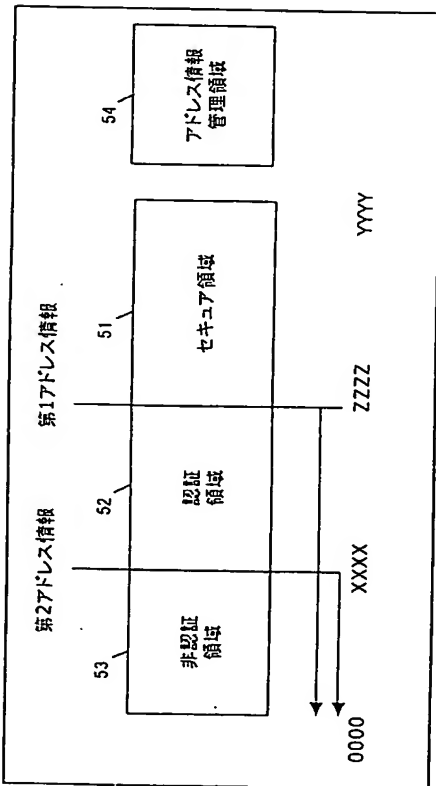 第2アドレス情報
第1アドレス情報
53
52
51
54
非認証
領域
認証
領域
セキュア領域
アドレス情報
管理領域
0000
XXXX
ZZZZ
YYYY